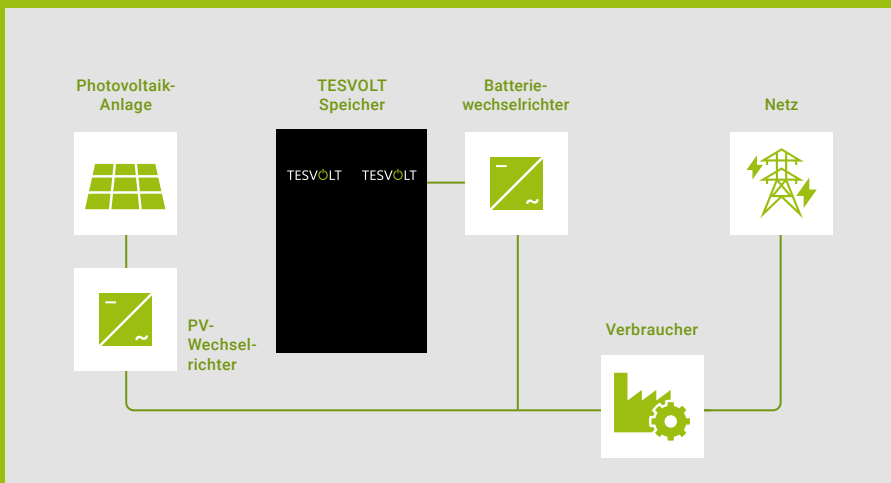 Photovoltaik-
Anlage
TESVOLT
Speicher
Batterie-
wechselrichter
Netz
TESVOLT TESVOLT
PV-
Wechsel-
richter
Verbraucher